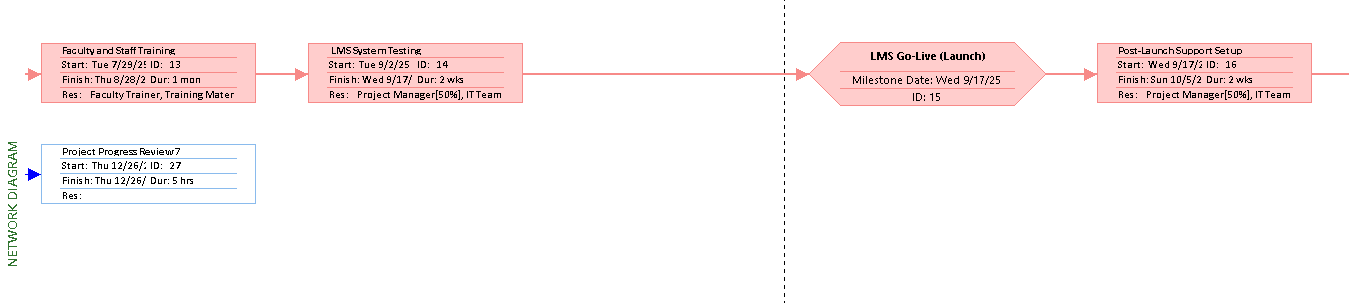 Faculty and Staff Training
Start: Tue 7/29/25 ID: 13
Finish: Thu 8/28/2 Dur: 1 mon
Res: Faculty Trainer, Training Mater
LMS System Testing
Start: Tue 9/2/25 ID: 14
Finish: Wed 9/17/ Dur: 2 wks
Res: Project Manager[50%], IT Team
LMS Go-Live (Launch)
Milestone Date: Wed 9/17/25
ID: 15
Post-Launch Support Setup
Start: Wed 9/17/2 ID: 16
Finish: Sun 10/5/2 Dur: 2 wks
Res: Project Manager[50%], IT Team
Project Progress Review 7
Start: Thu 12/26/2 ID: 27
Finish: Thu 12/26/ Dur: 5 hrs
Res:
NETWORK DIAGRAM